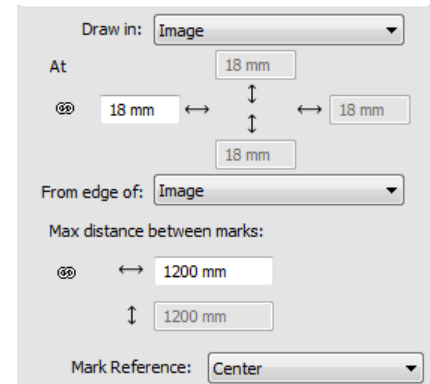 Draw in: Image
At 18 mm
18 mm 18 mm
18 mm
From edge of: Image
Max distance between marks:
1200 mm
1200 mm
Mark Reference: Center